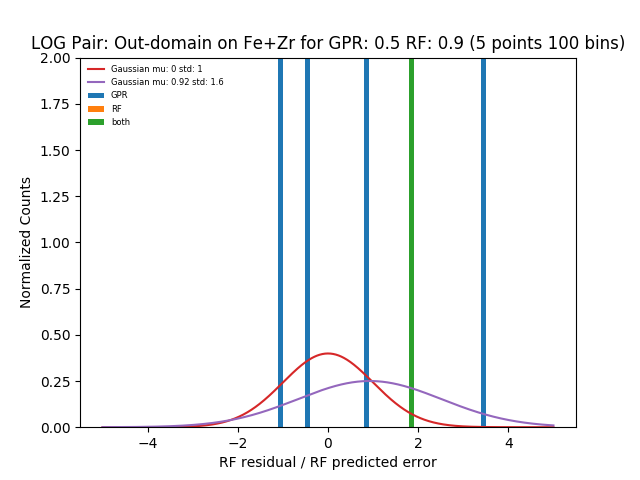 LOG Pair: Out-domain on Fe+Zr for GPR: 0.5 RF: 0.9 (5 points 100 bins)
Gaussian mu: 0 std: 1
Gaussian mu: 0.92 std: 1.6
GPR
RF
both
2.00
1.75
1.50
1.25
1.00
0.75
0.50
0.25
0.00
Normalized Counts
−4
−2
0
2
4
RF residual / RF predicted error